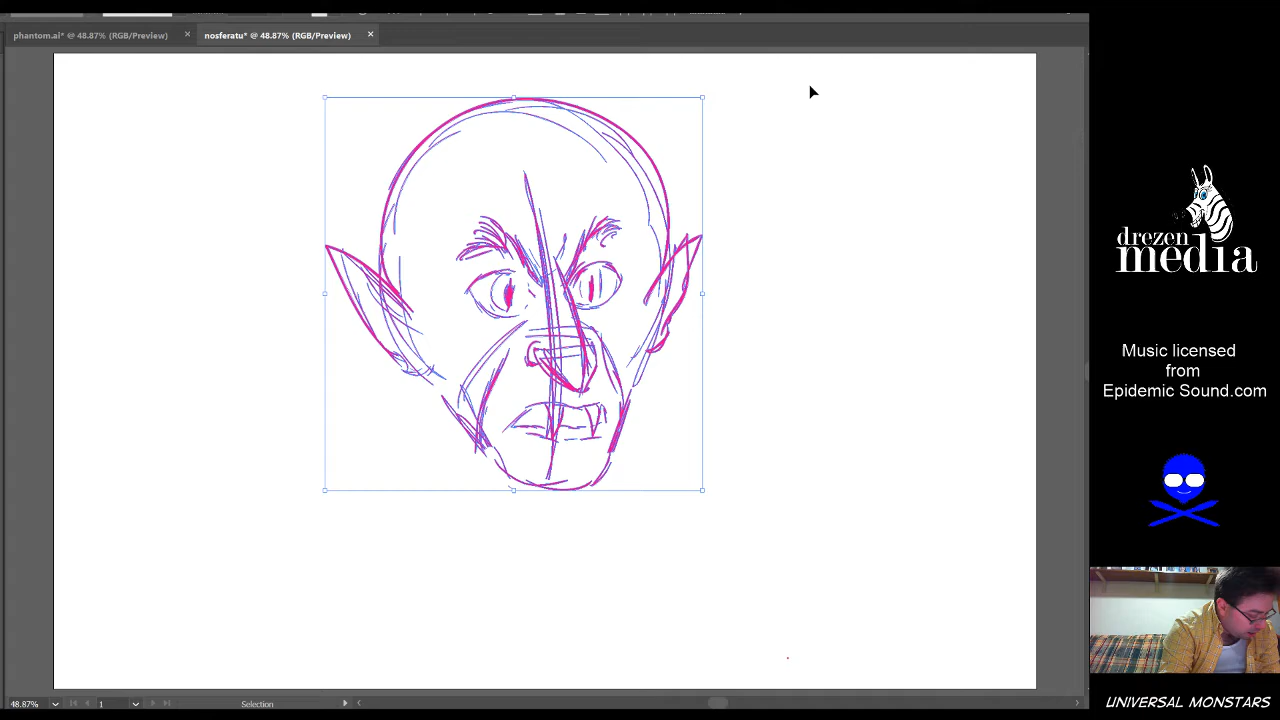 phantom.ai* @ 48.87% (RGB/Preview)
nosferatu* @ 48.87% (RGB/Preview)
drezen
media
Music licensed
from
Epidemic Sound.com
48.87%
1
Selection
UNIVERSAL MONSTARS